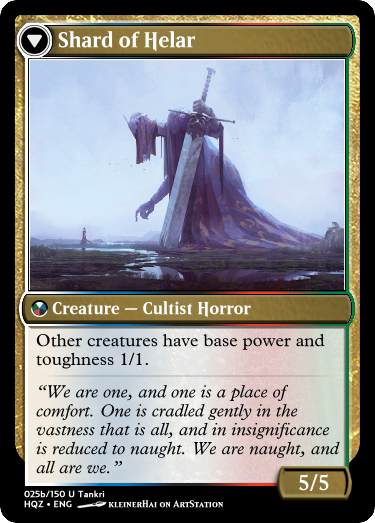 Shard of Helar
Creature — Cultist Horror
Other creatures have base power and
toughness 1/1.
“We are one, and one is a place of
comfort. One is cradled gently in the
vastness that is all, and in insignificance
is reduced to naught. We are naught, and
all are we.”
5/5
025b/150 U Tankri
HQZ • ENG KLEINERHAI ON ARTSTATION